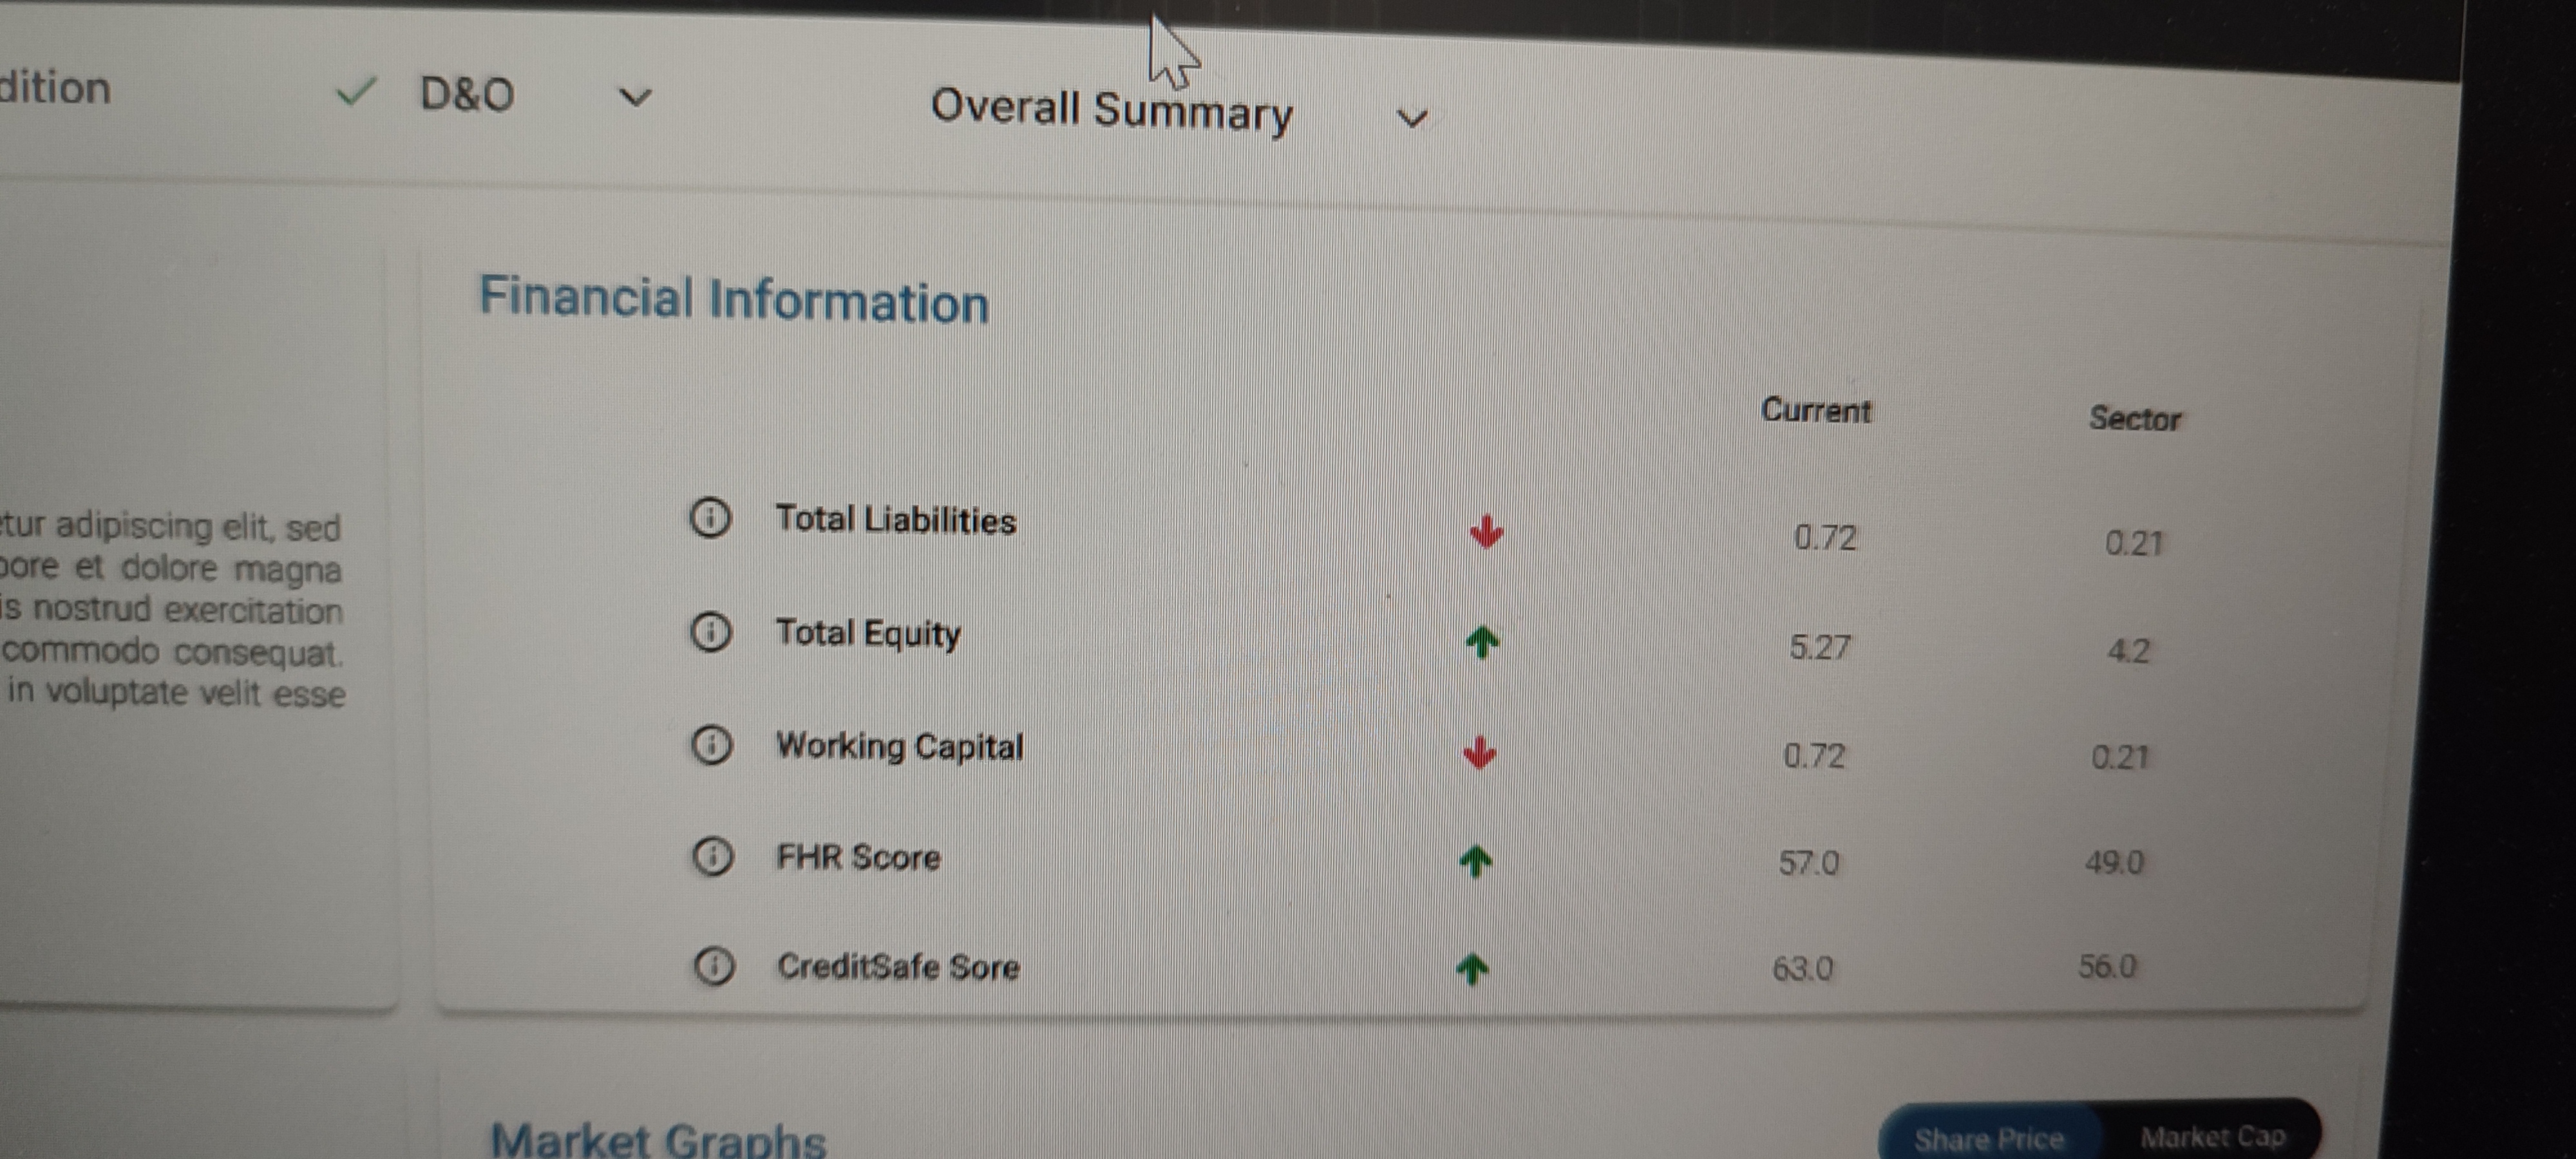 dition
D&O
Overall Summary
Financial Information
Current Sector
Total Liabilities 0.72 0.21
Total Equity 5.27 4.2
Working Capital 0.72 0.21
FHR Score 57.0 49.0
CreditSafe Sore 63.0 56.0
tur adipiscing elit, sed
ore et dolore magna
is nostrud exercitation
commodo consequat.
in voluptate velit esse
Market Graphs
Share Price Market Cap